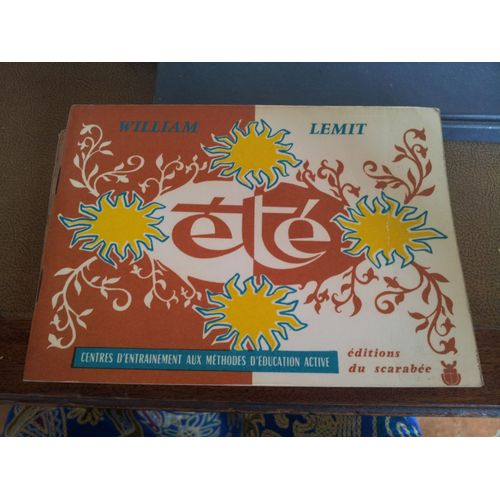 WILLIAM LEMIT
été
CENTRES D'ENTRAINEMENT AUX MÉTHODES D'ÉDUCATION ACTIVE
éditions
du scarabée